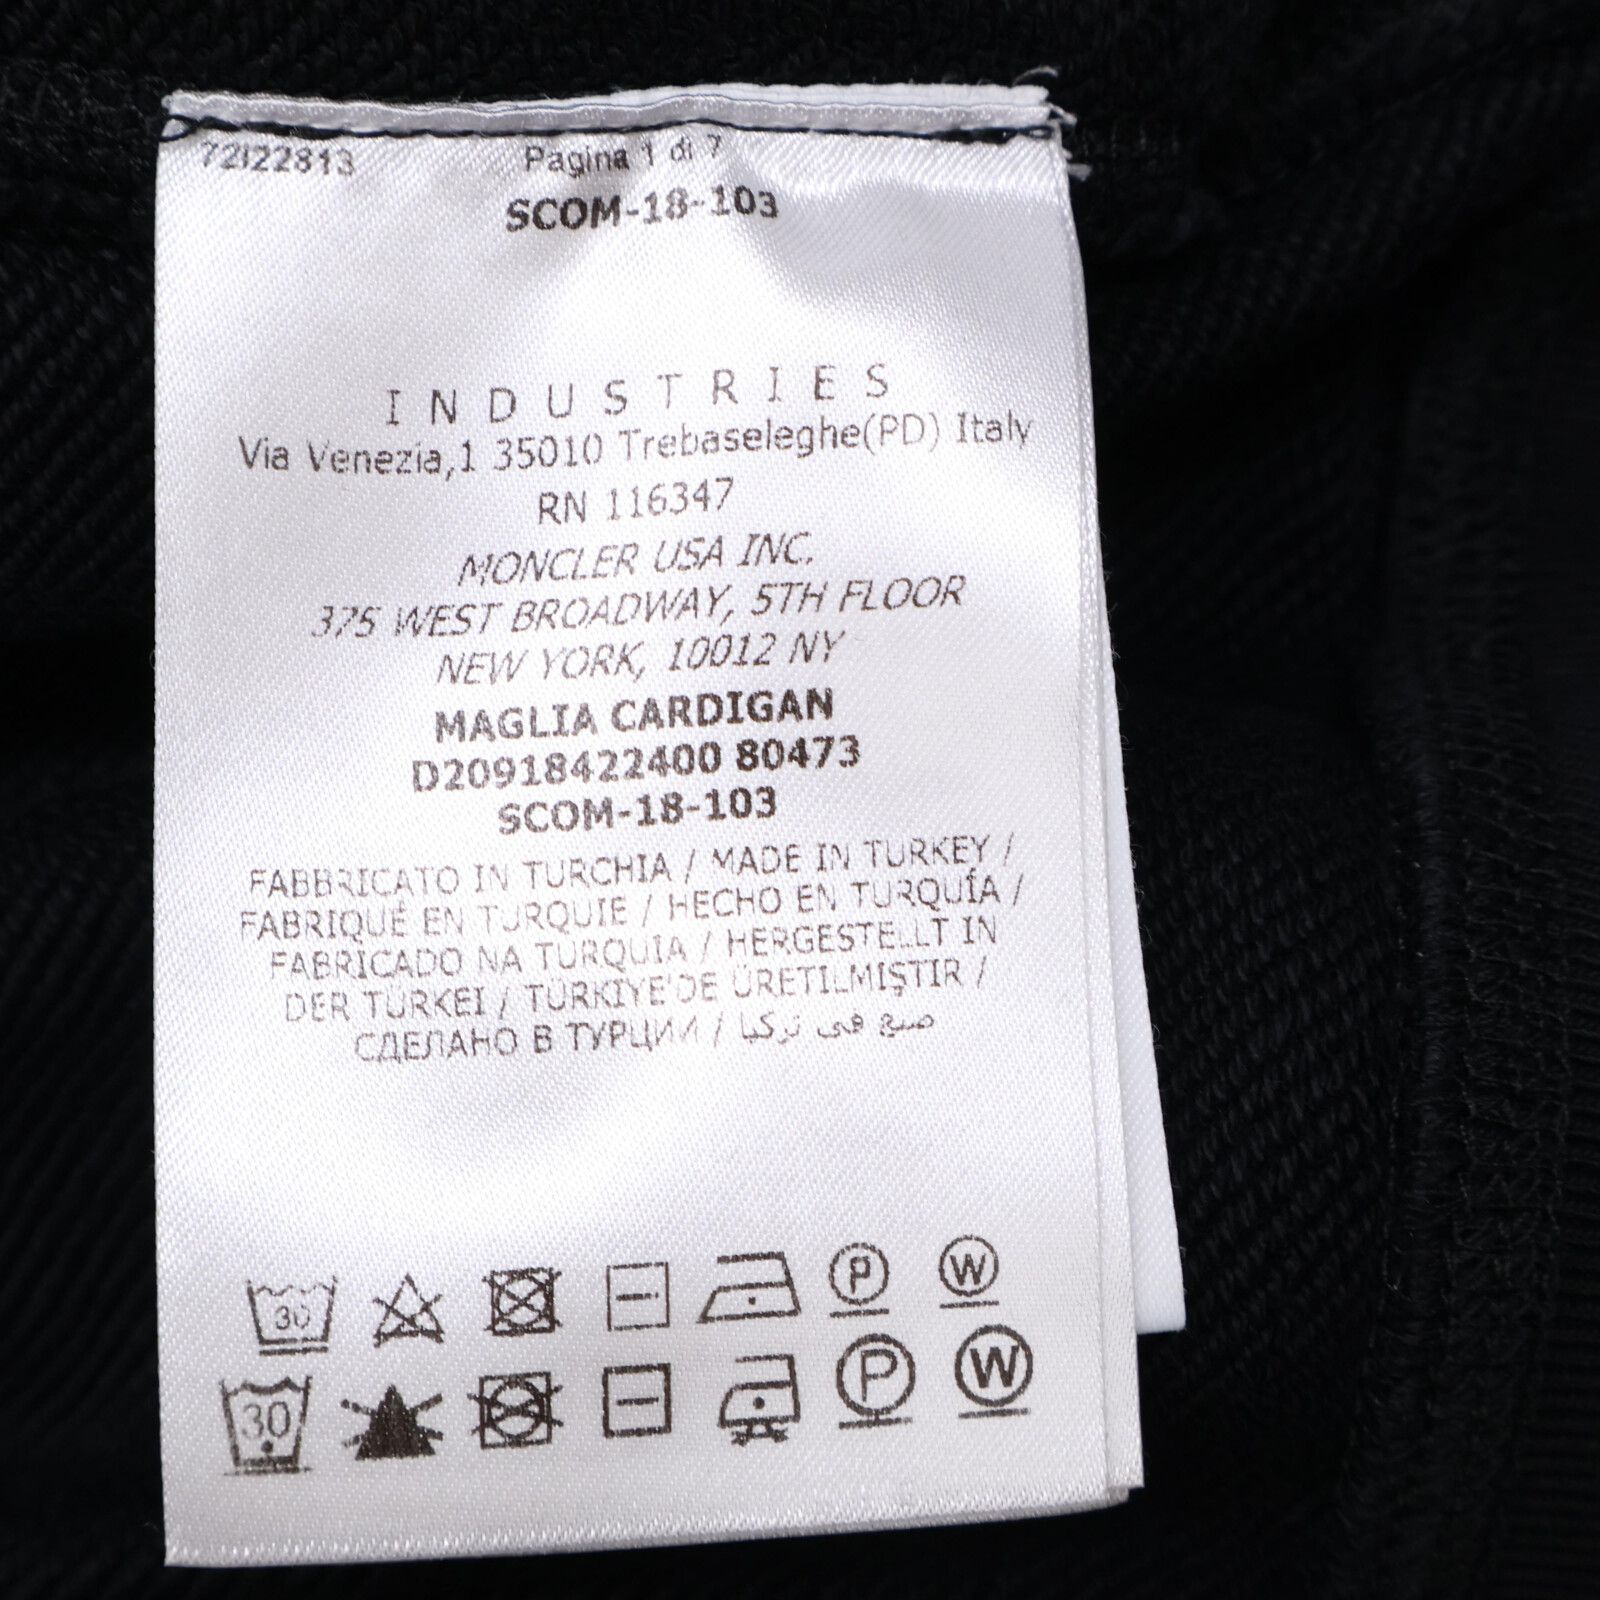 72I22813 Pagina 1 di 7
SCOM-18-103
INDUSTRIES
Via Venezia,1 35010 Trebaseleghe(PD) Italy
RN 116347
MONCLER USA INC.
375 WEST BROADWAY, 5TH FLOOR
NEW YORK, 10012 NY
MAGLIA CARDIGAN
D20918422400 80473
SCOM-18-103
FABBRICATO IN TURCHIA / MADE IN TURKEY /
FABRIQUÉ EN TURQUIE / HECHO EN TURQUÍA /
FABRICADO NA TURQUIA / HERGESTELLT IN
DER TÜRKEI / TÜRKIYE'DE ÜRETILMIŞTIR /
СДЕЛАНО В ТУРЦИИ / صنع في تركيا
30 P W
30 P W